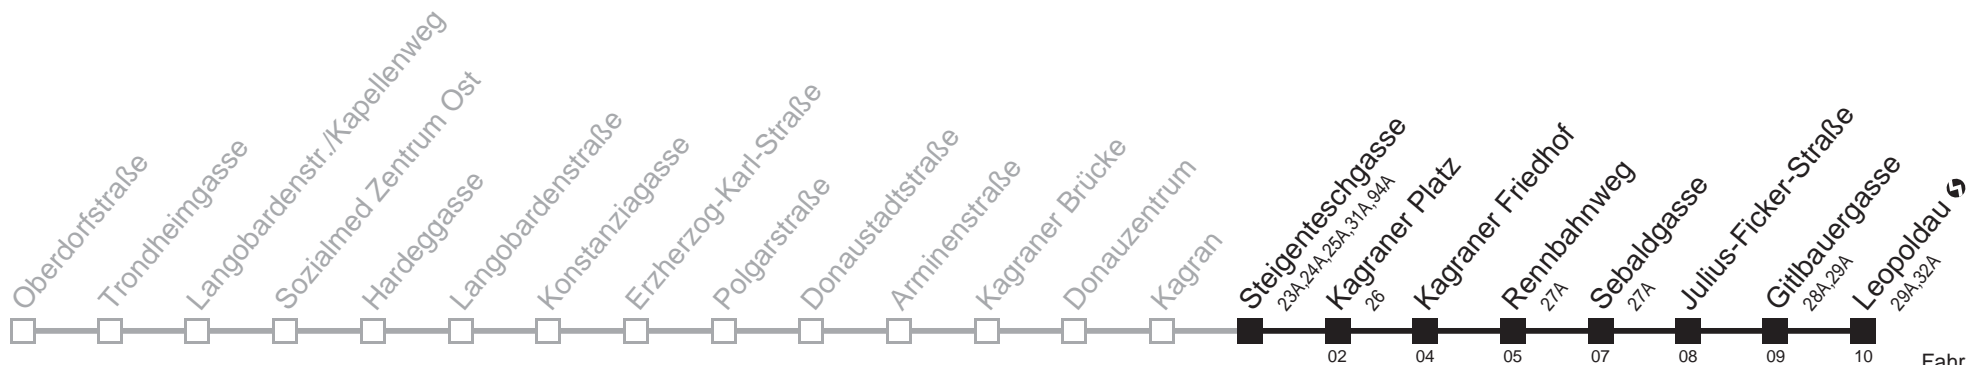 Oberdorfstraße
Trondheimgasse
Langobardenstr./Kapellenweg
Sozialmed Zentrum Ost
Hardeggasse
Langobardenstraße
Konstanziagasse
Erzherzog-Karl-Straße
Polgarstraße
Donaustadtstraße
Arminenstraße
Kagraner Brücke
Donauzentrum
Kagran
Steigenteschgasse
23A,24A,25A,31A,94A
Kagraner Platz
26
Kagraner Friedhof
Rennbahnweg
27A
Sebaldgasse
27A
Julius-Ficker-Straße
Gitlbauergasse
28A,29A
Leopoldau
29A,32A
02 04 05 07 08 09 10
Fahr